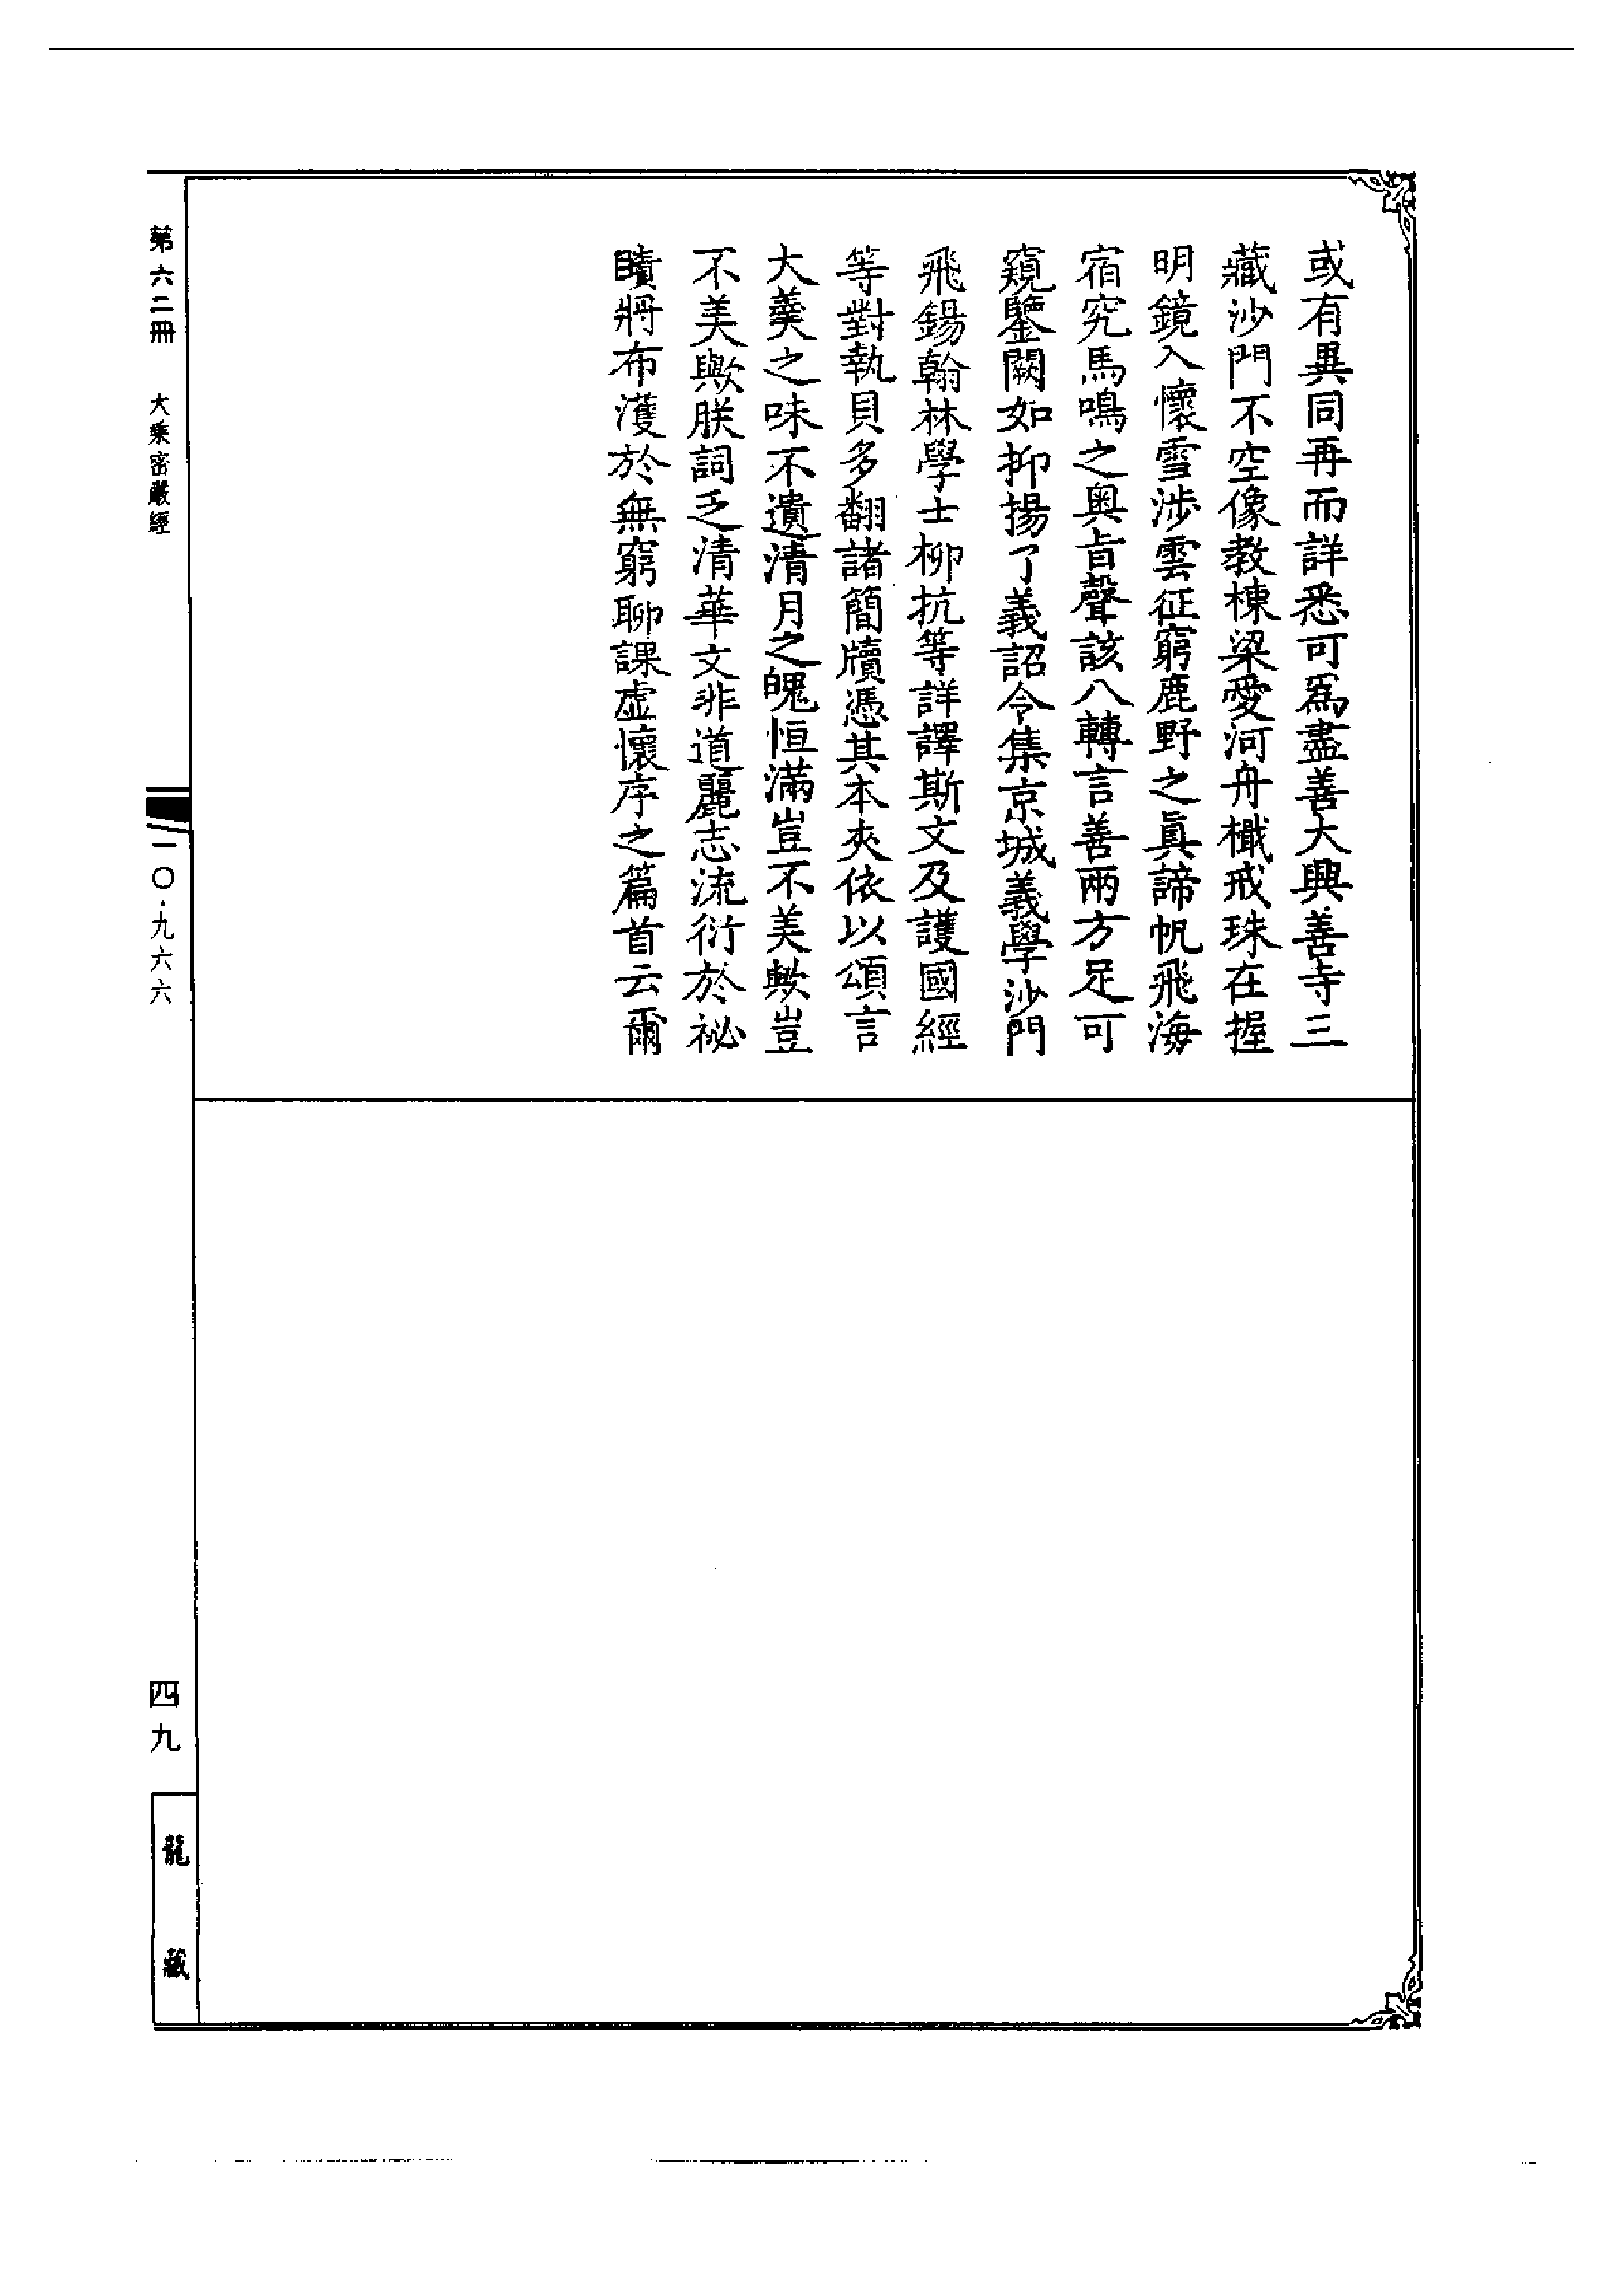 或有異同再而詳悉可爲盡善大興善寺三
藏沙門不空像教棟梁愛河舟檝戒珠在握
明鏡入懷雪涉雲征窮鹿野之眞諦帆飛海
宿究馬鳴之奥旨聲該八轉言善兩方足可
窺鑒闕如抑揚了義詔令集京城義學沙門
飛錫翰林學士柳抗等詳譯斯文及護國經
等對執貝多翻諸簡牘憑其本夾依以頌言
大羹之味不遺清月之魄恒滿豈不美歟豈
不美歟朕詞乏清華文非遒麗志流衍於祕
賾將布濩於無窮聊課虛懷序之篇首云爾
第六二冊 大乘密嚴經
一〇·九六六
四九
龍藏